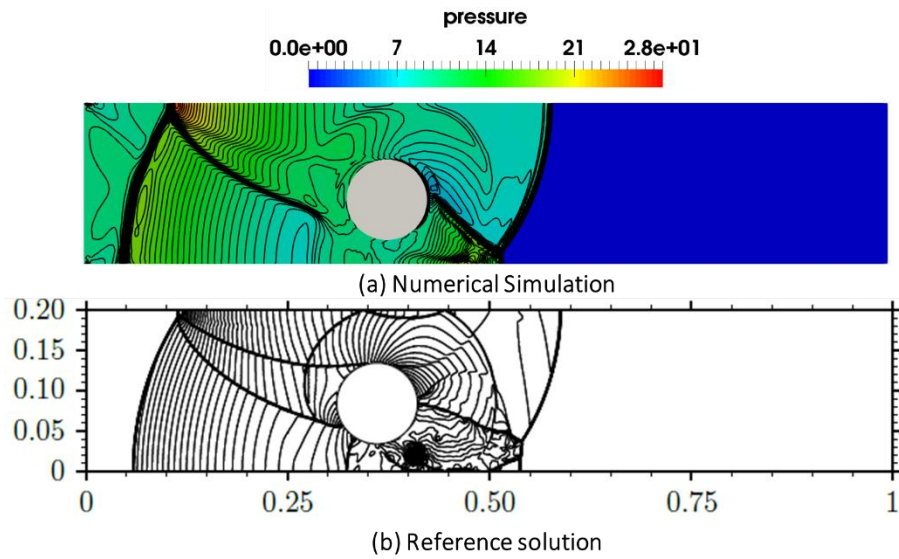 pressure
0.0e+00 7 14 21 2.8e+01
(a) Numerical Simulation
0.20
0.15
0.10
0.05
0
0 0.25 0.50 0.75 1
(b) Reference solution